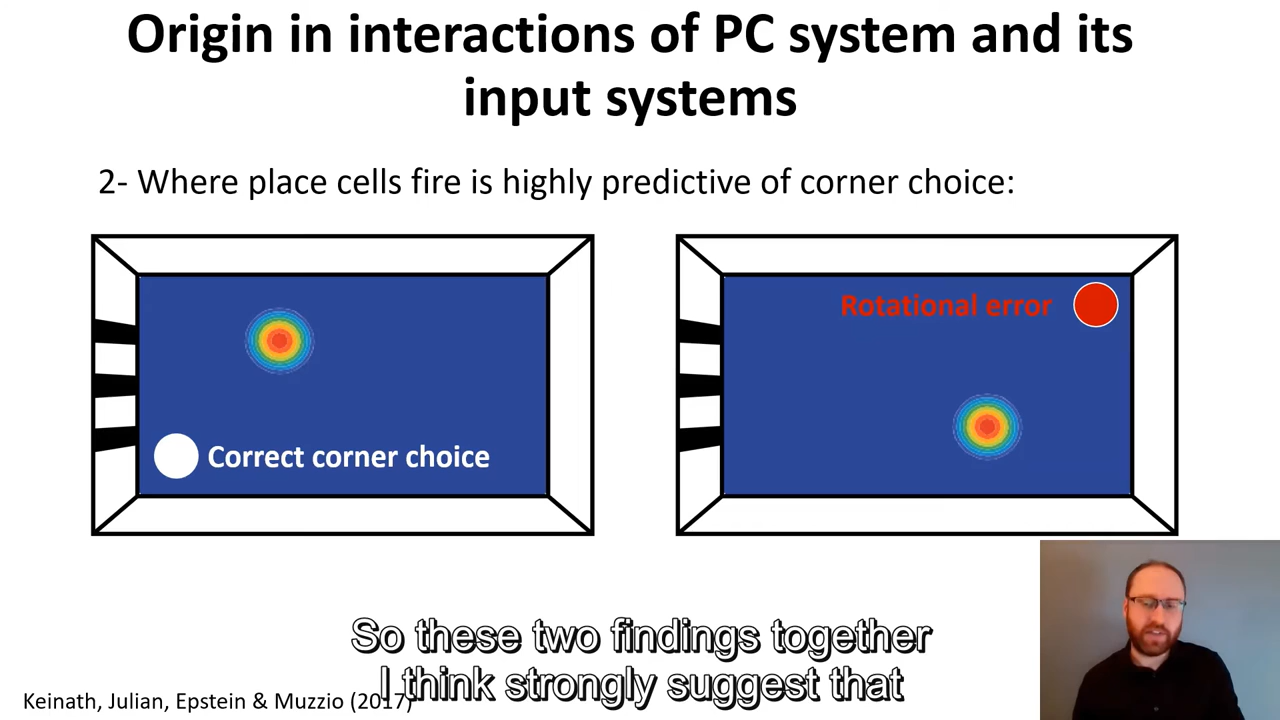 Origin in interactions of PC system and its
input systems
2- Where place cells fire is highly predictive of corner choice:
Rotational error
Correct corner choice
So these two findings together
I think strongly suggest that
Keinath, Julian, Epstein & Muzzio (2017)